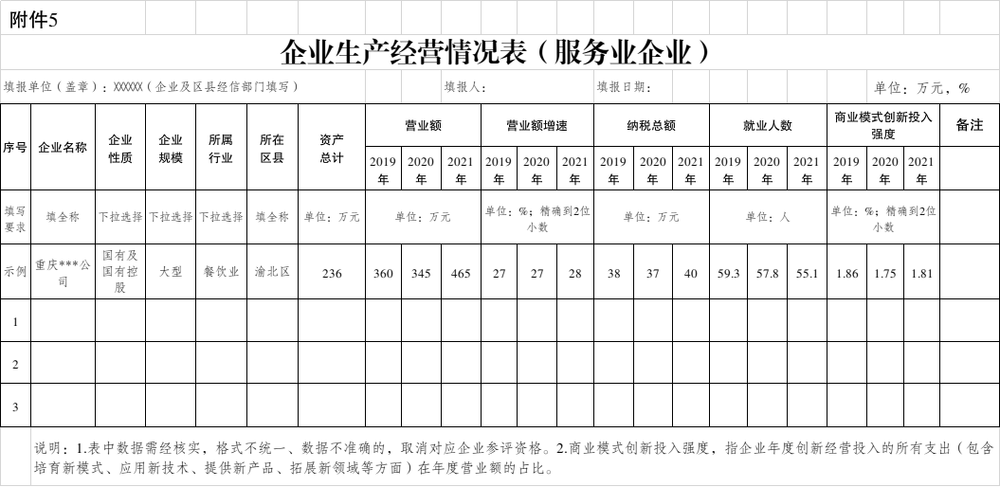 附件5
企业生产经营情况表（服务业企业）
填报单位（盖章）：XXXXXX（企业及区县经信部门填写） 填报人： 填报日期： 单位：万元，%
序号 企业名称 企业性质 企业规模 所属行业 所在区县 资产总计 营业额 营业额增速 纳税总额 就业人数 商业模式创新投入强度 备注
2019年 2020年 2021年 2019年 2020年 2021年 2019年 2020年 2021年 2019年 2020年 2021年 2019年 2020年 2021年
填写要求 填全称 下拉选择 下拉选择 下拉选择 填全称 单位：万元 单位：万元 单位：%；精确到2位小数 单位：万元 单位：人 单位：%；精确到2位小数
示例 重庆***公司 国有及国有控股 大型 餐饮业 渝北区 236 360 345 465 27 27 28 38 37 40 59.3 57.8 55.1 1.86 1.75 1.81
1
2
3
说明：1.表中数据需经核实，格式不统一、数据不准确的，取消对应企业参评资格。2.商业模式创新投入强度，指企业年度创新经营投入的所有支出（包含
培育新模式、应用新技术、提供新产品、拓展新领域等方面）在年度营业额的占比。